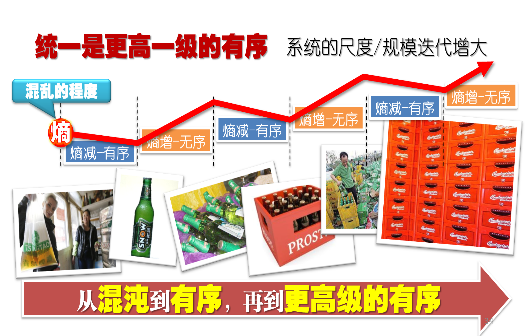 统一是更高一级的有序 系统的尺度/规模迭代增大
混乱的程度
熵
熵减-有序
熵增-无序
熵减-有序
熵增-无序
熵减-有序
熵增-无序
SNOW
PROST
从混沌到有序，再到更高级的有序